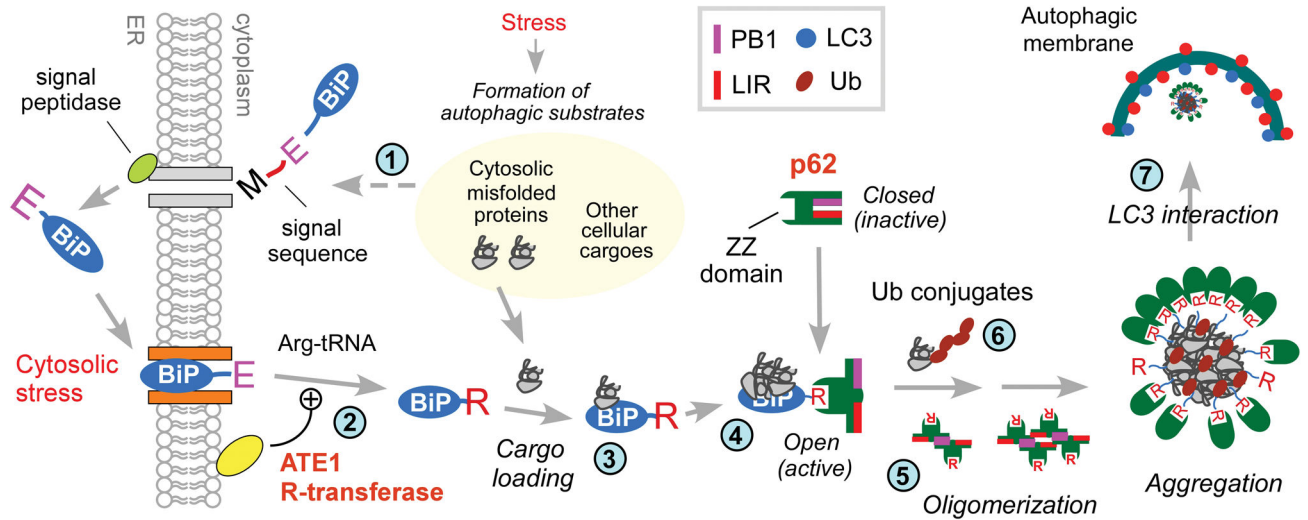 ER
cytoplasm
signal
peptidase
BiP
E
M
signal
sequence
1
E
BiP
Cytosolic
stress
BiP
E
Arg-tRNA
+
2
ATE1
R-transferase
Stress
Formation of
autophagic substrates
Cytosolic
misfolded
proteins
Other
cellular
cargoes
BiP
R
Cargo
loading
BiP
R
3
PB1
LC3
LIR
Ub
p62
Closed
(inactive)
ZZ
domain
BiP
R
4
Open
(active)
Ub conjugates
6
R
R
5
R
R
R
R
Oligomerization
Autophagic
membrane
7
LC3 interaction
R
R
R
R
R
R
R
R
R
R
R
R
R
R
Aggregation